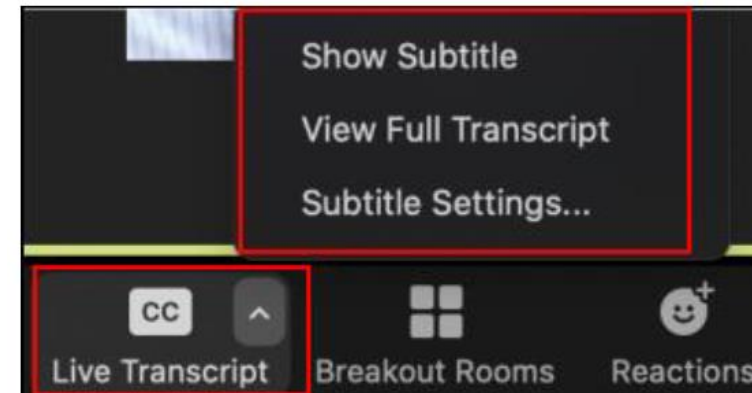 Show Subtitle
View Full Transcript
Subtitle Settings...
CC
Live Transcript
Breakout Rooms
Reactions